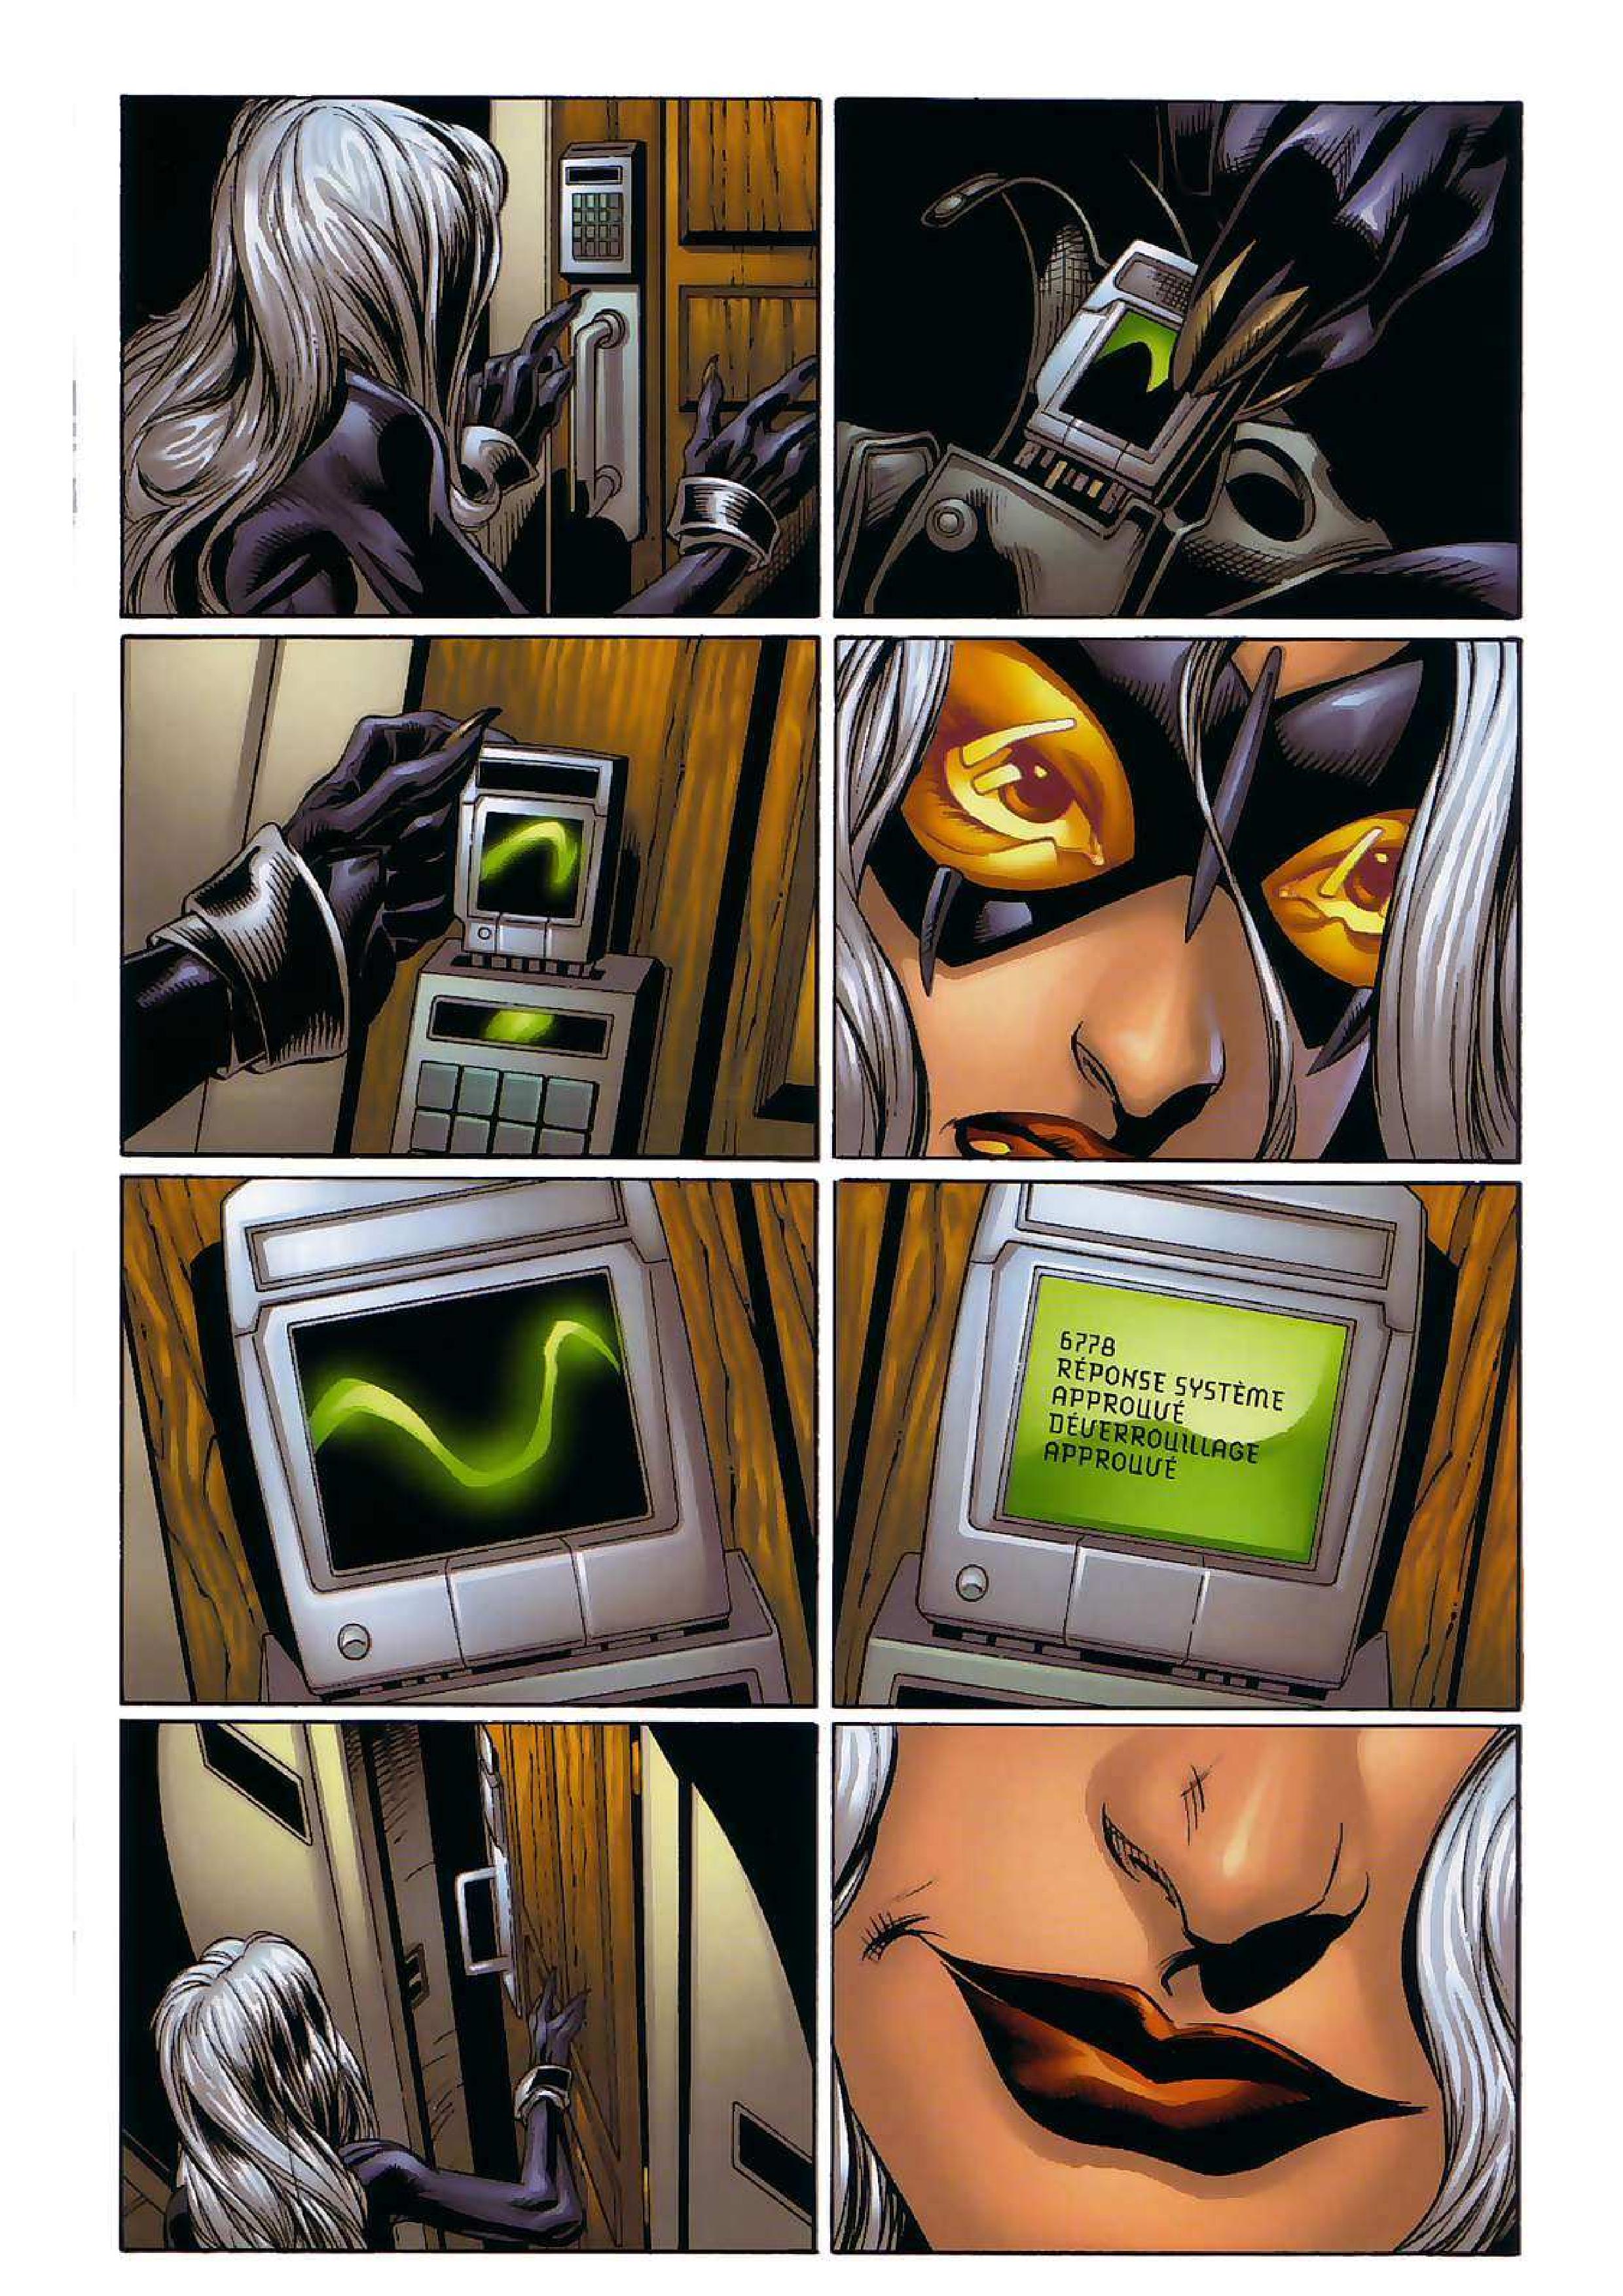 6778
RÉPONSE SYSTÈME
APPROUVÉ
DÉVERROUILLAGE
APPROUVÉ